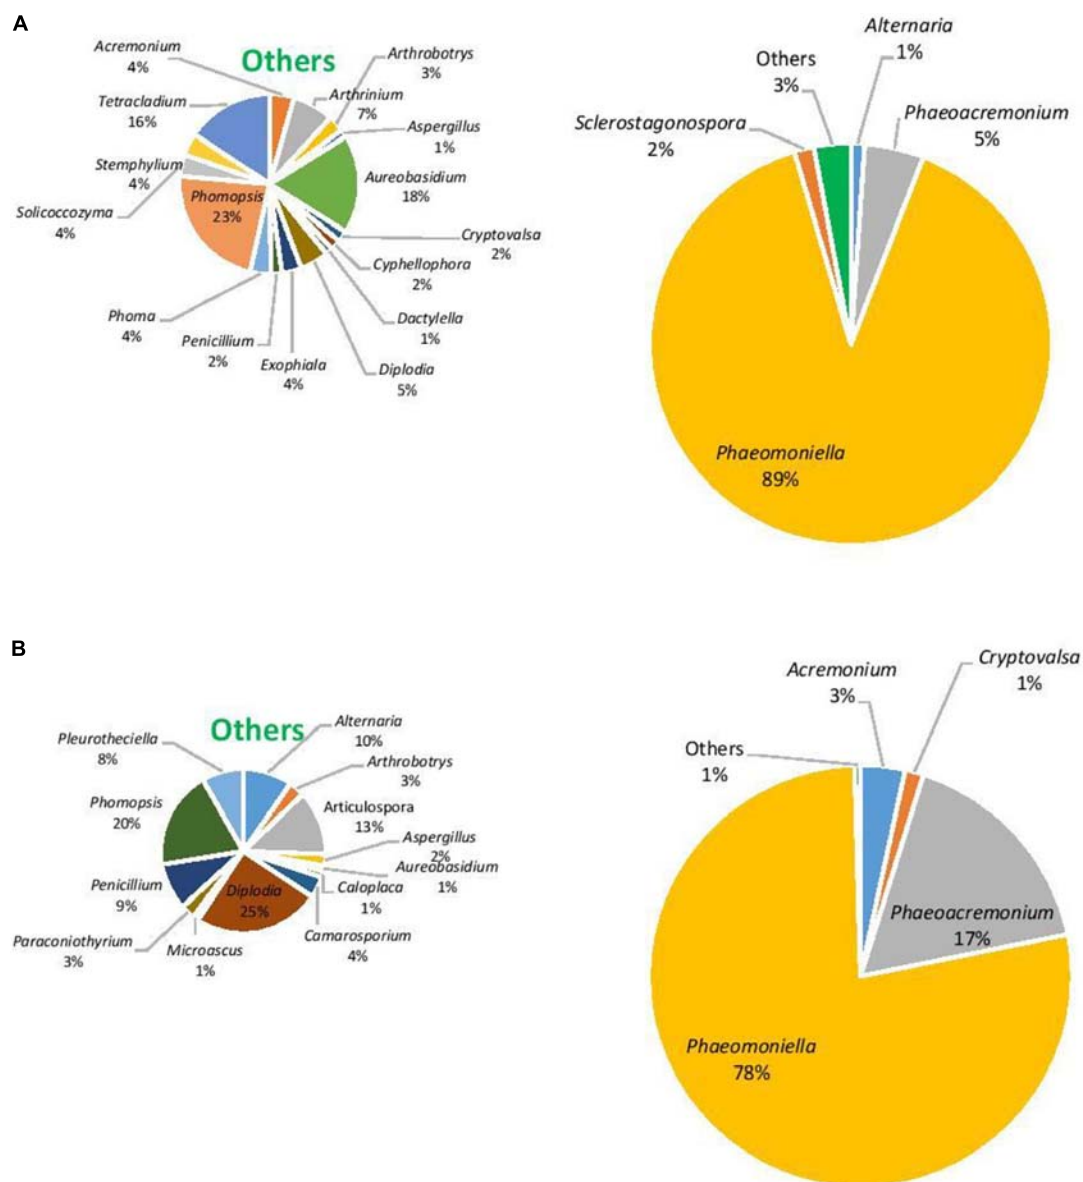 A
Others
Acremonium
4%
Arthrobotrys
3%
Arthrinium
7%
Aspergillus
1%
Aureobasidium
18%
Cryptovalsa
2%
Cyphellophora
2%
Dactylella
1%
Diplodia
5%
Exophiala
4%
Penicillium
2%
Phoma
4%
Phomopsis
23%
Solicoccozyma
4%
Stemphylium
4%
Tetracladium
16%
Alternaria
1%
Others
3%
Phaeoacremonium
5%
Sclerostagonospora
2%
Phaeomoniella
89%
B
Others
Alternaria
10%
Arthrobotrys
3%
Articulospora
13%
Aspergillus
2%
Aureobasidium
1%
Caloplaca
1%
Camarosporium
4%
Diplodia
25%
Microascus
1%
Paraconiothyrium
3%
Penicillium
9%
Phomopsis
20%
Pleurotheciella
8%
Cryptovalsa
1%
Acremonium
3%
Others
1%
Phaeoacremonium
17%
Phaeomoniella
78%